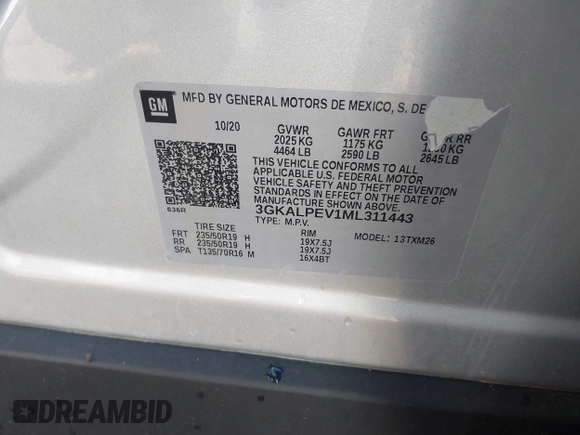 GM
MFD BY GENERAL MOTORS DE MEXICO, S. DE
10/20 GVWR GAWR FRT RR
2025 KG 1175 KG KG
4464 LB 2590 LB 2645 LB
THIS VEHICLE CONFORMS TO ALL
APPLICABLE U.S. FEDERAL MOTOR
VEHICLE SAFETY AND THEFT PREVENTION
STANDARDS IN EFFECT ON THE DATE OF
MANUFACTURE SHOWN ABOVE.
3GKALPEV1ML311443
636R
TYPE: M.P.V.
TIRE SIZE RIM MODEL: 13TXM26
FRT 235/50R19 H 19X7.5J
RR 235/50R19 H 19X7.5J
SPA T135/70R16 M 16X4BT
DREAMBID